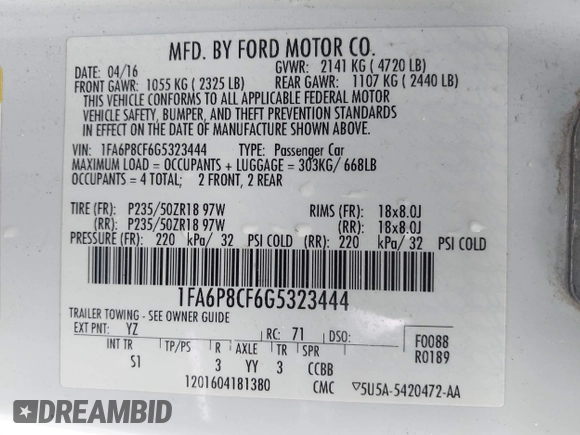 MFD. BY FORD MOTOR CO.
DATE: 04/16 GVWR: 2141 KG ( 4720 LB)
FRONT GAWR: 1055 KG ( 2325 LB) REAR GAWR: 1107 KG ( 2440 LB)
THIS VEHICLE CONFORMS TO ALL APPLICABLE FEDERAL MOTOR
VEHICLE SAFETY, BUMPER, AND THEFT PREVENTION STANDARDS
IN EFFECT ON THE DATE OF MANUFACTURE SHOWN ABOVE.
VIN: 1FA6P8CF6G5323444 TYPE: Passenger Car
MAXIMUM LOAD = OCCUPANTS + LUGGAGE = 303KG/ 668LB
OCCUPANTS = 4 TOTAL; 2 FRONT, 2 REAR
TIRE (FR): P235/50ZR18 97W RIMS (FR): 18x8.0J
(RR): P235/50ZR18 97W (RR): 18x8.0J
PRESSURE (FR): 220 kPa/ 32 PSI COLD (RR): 220 kPa/ 32 PSI COLD
1FA6P8CF6G5323444
TRAILER TOWING - SEE OWNER GUIDE
EXT PNT: YZ RC: 71 DSO: F0088
INT TR TP/PS R AXLE TR SPR R0189
S1 3 YY 3 CCBB
1201604181380 CMC 5U5A-5420472-AA
DREAMBID